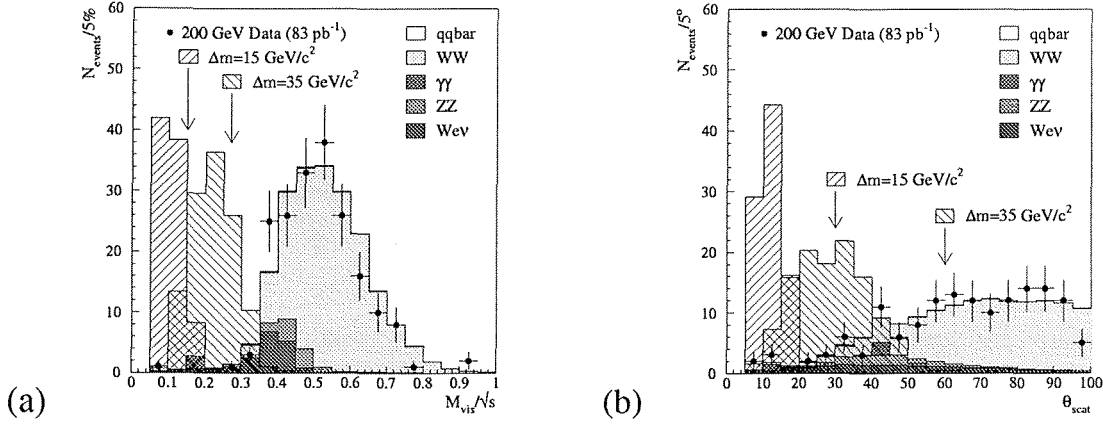 N_events/5%
60
50
40
30
20
10
0
• 200 GeV Data (83 pb⁻¹)
Δm=15 GeV/c²
Δm=35 GeV/c²
qqbar
WW
γγ
ZZ
Weν
0 0.1 0.2 0.3 0.4 0.5 0.6 0.7 0.8 0.9 1
M_vis/√s
(a)
N_events/5°
60
50
40
30
20
10
0
• 200 GeV Data (83 pb⁻¹)
qqbar
WW
γγ
ZZ
Weν
Δm=15 GeV/c²
Δm=35 GeV/c²
0 10 20 30 40 50 60 70 80 90 100
θ_scat
(b)